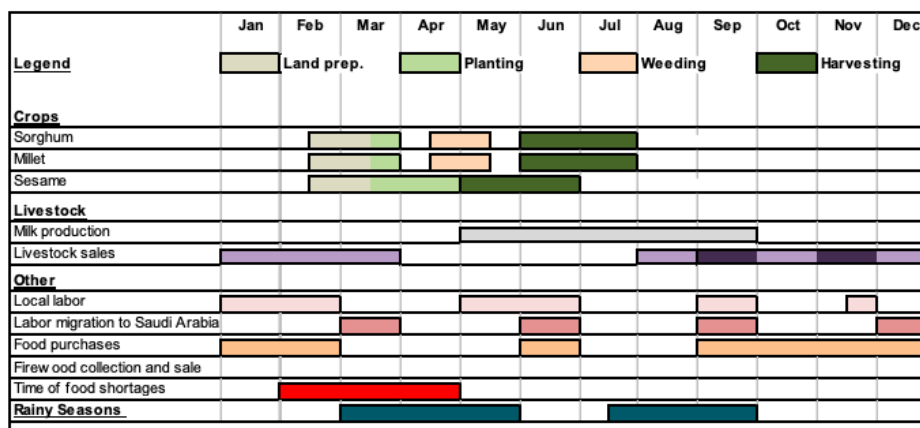 Jan Feb Mar Apr May Jun Jul Aug Sep Oct Nov Dec
Legend Land prep. Planting Weeding Harvesting
Crops
Sorghum
Millet
Sesame
Livestock
Milk production
Livestock sales
Other
Local labor
Labor migration to Saudi Arabia
Food purchases
Firewood collection and sale
Time of food shortages
Rainy Seasons